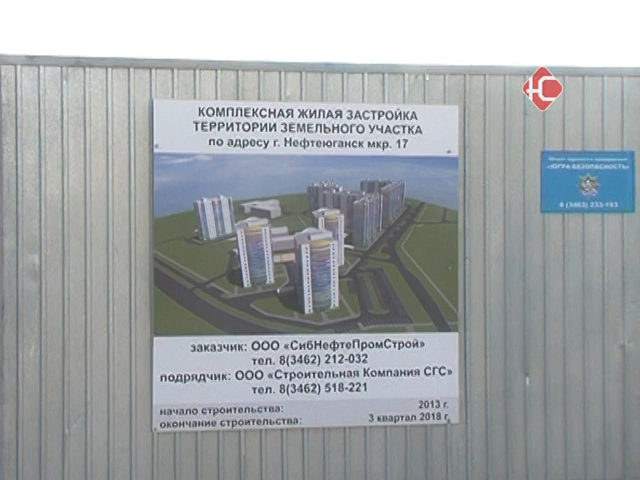 КОМПЛЕКСНАЯ ЖИЛАЯ ЗАСТРОЙКА
ТЕРРИТОРИИ ЗЕМЕЛЬНОГО УЧАСТКА
по адресу г. Нефтеюганск мкр. 17
заказчик: ООО «СибНефтеПромСтрой»
тел. 8(3462) 212-032
подрядчик: ООО «Строительная Компания СГС»
тел. 8(3462) 518-221
начало строительства: 2013 г.
окончание строительства: 3 квартал 2018 г.
«ЮГРА-БЕЗОПАСНОСТЬ»
8 (3463) 233-193
Ю